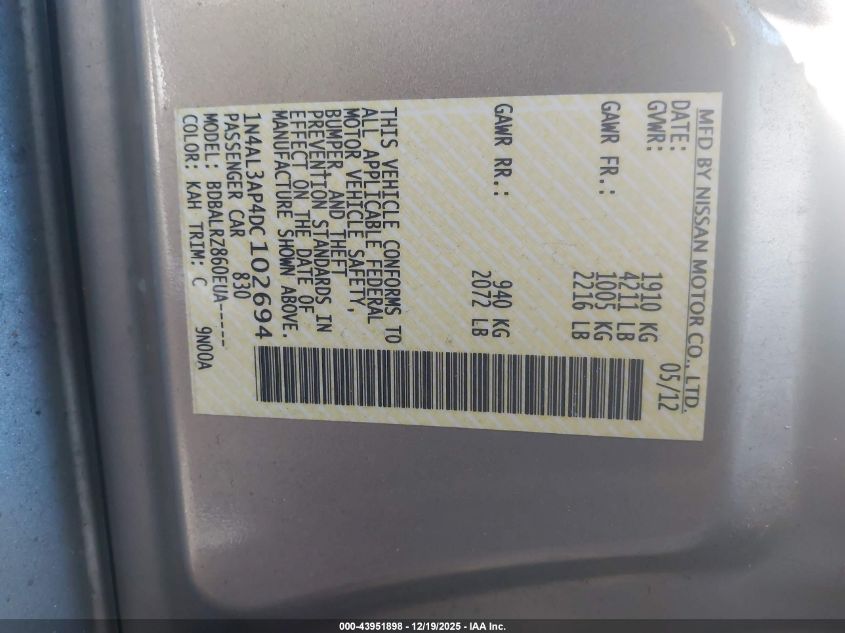 MFD BY NISSAN MOTOR CO., LTD.
DATE: 05/12
GVWR: 1910 KG
4211 LB
GAWR FR.: 1005 KG
2216 LB
GAWR RR.: 940 KG
2072 LB
THIS VEHICLE CONFORMS TO
ALL APPLICABLE FEDERAL
MOTOR VEHICLE SAFETY,
BUMPER, AND THEFT
PREVENTION STANDARDS IN
EFFECT ON THE DATE OF
MANUFACTURE SHOWN ABOVE.
1N4AL3AP4DC102694
PASSENGER CAR 830
MODEL: BDBALRZ860EUA-----
COLOR: KAH TRIM: C 9N00A
000-43951898 - 12/19/2025 - IAA Inc.